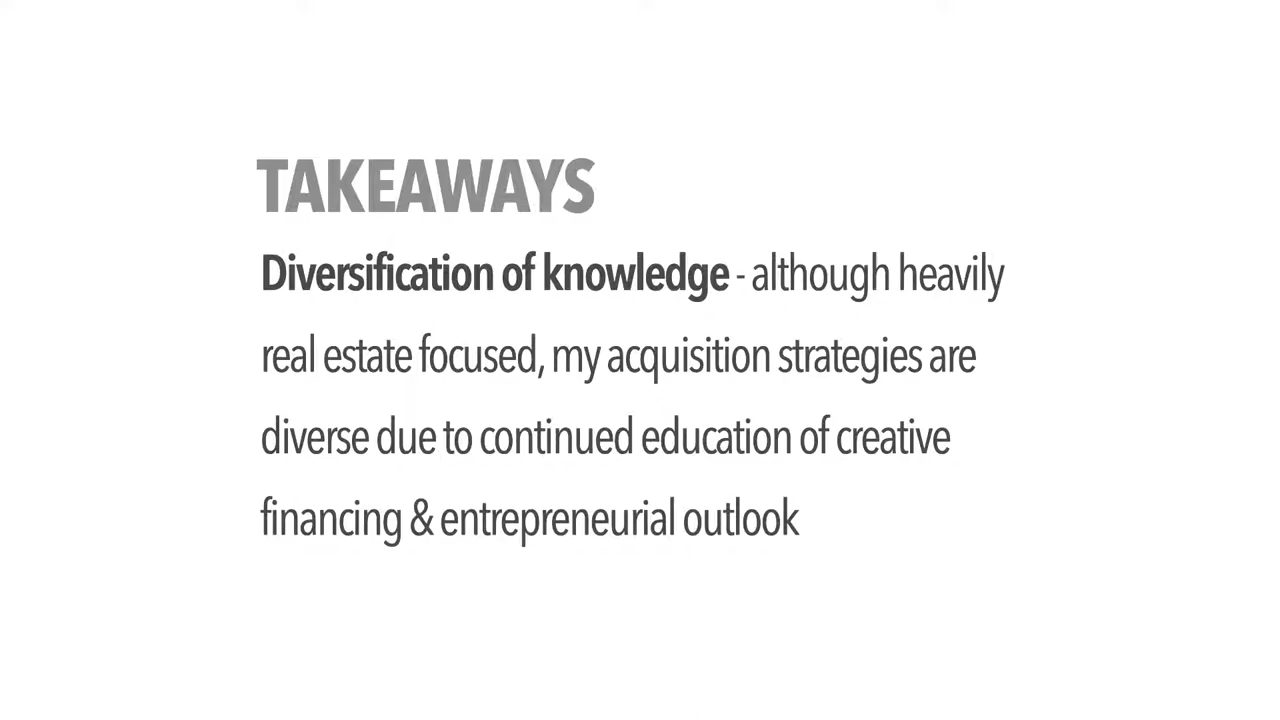 TAKEAWAYS
Diversification of knowledge - although heavily
real estate focused, my acquisition strategies are
diverse due to continued education of creative
financing & entrepreneurial outlook